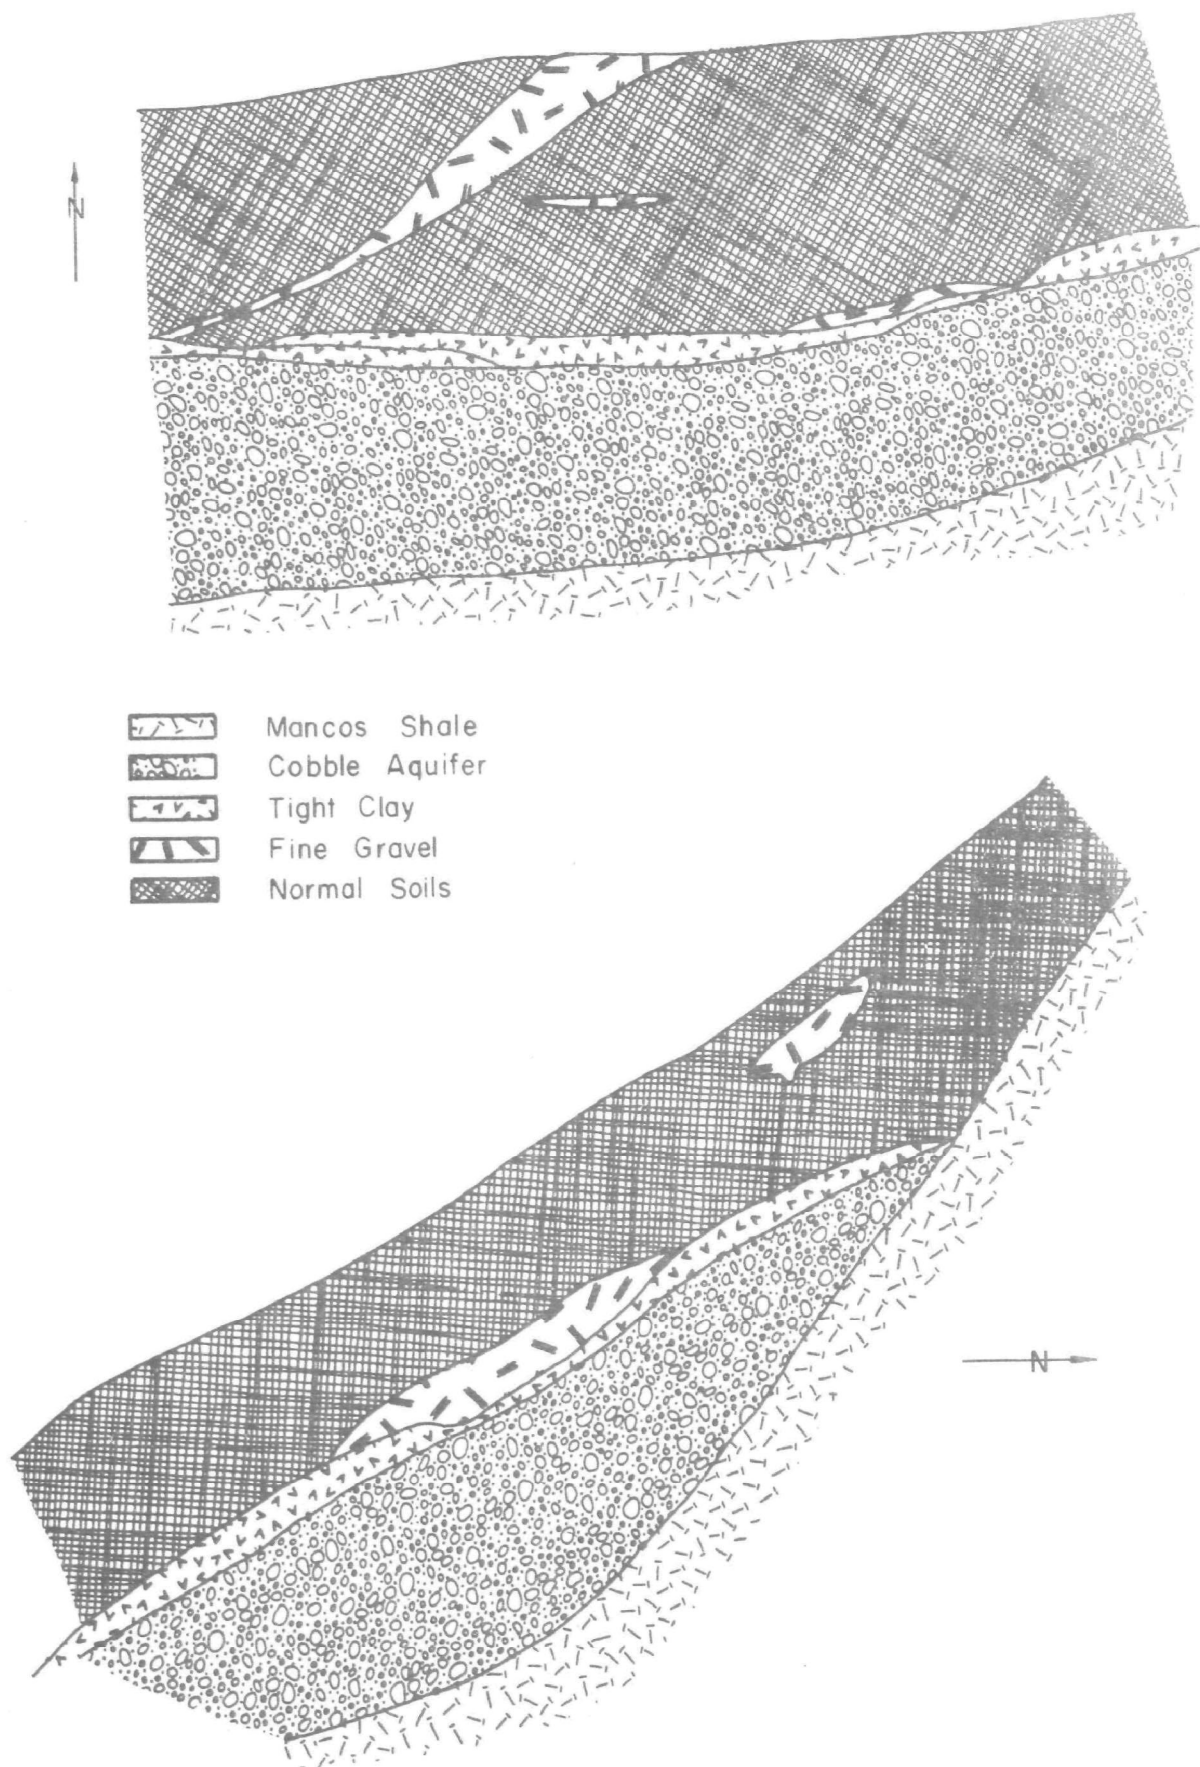 N
Mancos Shale
Cobble Aquifer
Tight Clay
Fine Gravel
Normal Soils
N